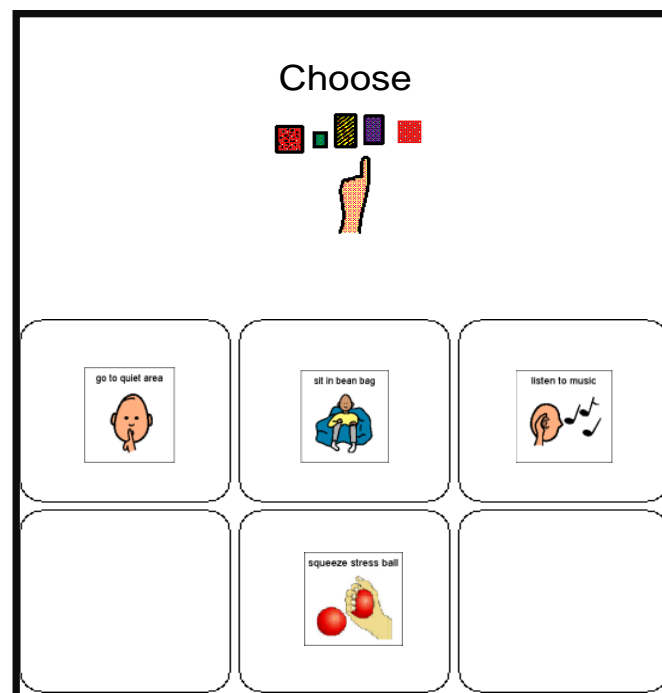 Choose
go to quiet area
sit in bean bag
listen to music
squeeze stress ball